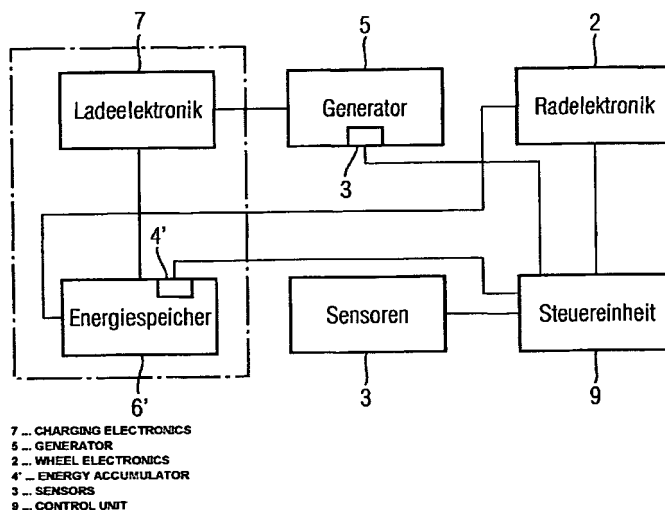 7 5 2
Ladeelektronik Generator Radelektronik
3
4'
Energiespeicher Sensoren Steuereinheit
6' 3 9
7 ... CHARGING ELECTRONICS
5 ... GENERATOR
2 ... WHEEL ELECTRONICS
4' ... ENERGY ACCUMULATOR
3 ... SENSORS
9 ... CONTROL UNIT